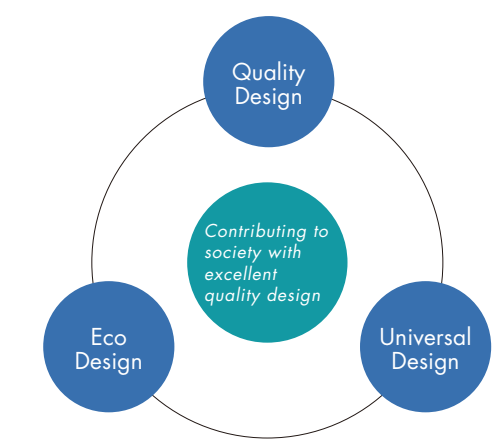 Quality
Design
Contributing to
society with
excellent
quality design
Eco
Design
Universal
Design